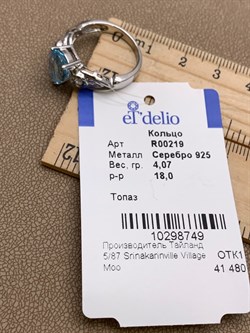 el delio
Кольцо
Арт R00219
Металл Серебро 925
Вес, гр. 4,07
р-р 18,0
Топаз
10298749
Производитель Тайланд
5/87 Srinakarinville Village ОТК1
Moo 41 480